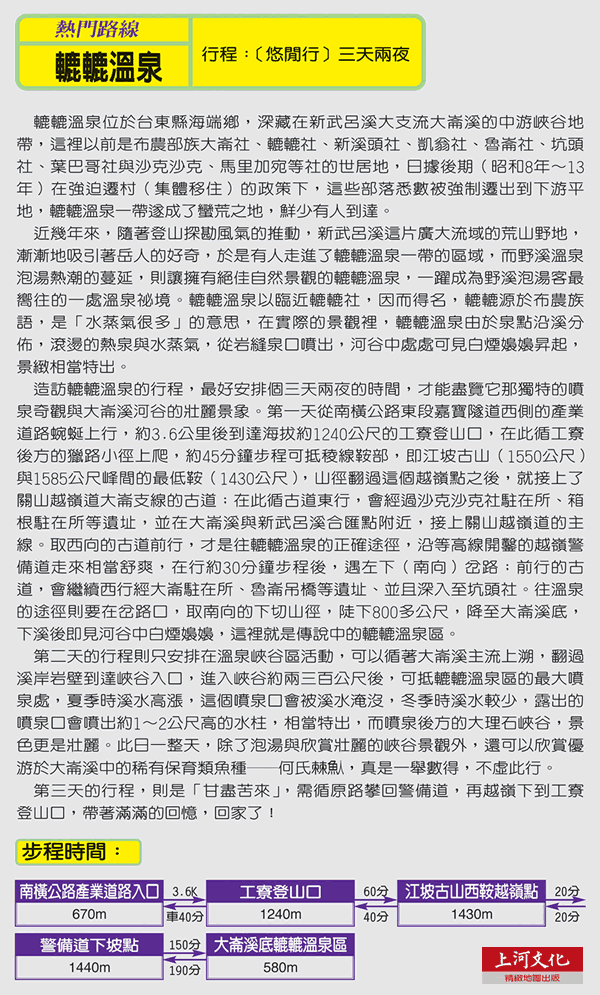 熱門路線
轆轆溫泉
行程：〔悠閒行〕三天兩夜
轆轆溫泉位於台東縣海端鄉，深藏在新武呂溪大支流大崙溪的中游峽谷地
帶，這裡以前是布農部族大崙社、轆轆社、新溪頭社、凱翁社、魯崙社、坑頭
社、葉巴哥社與沙克沙克、馬里加宛等社的世居地，日據後期（昭和8年～13
年）在強迫遷村（集體移住）的政策下，這些部落悉數被強制遷出到下游平
地，轆轆溫泉一帶遂成了蠻荒之地，鮮少有人到達。
近幾年來，隨著登山探勘風氣的推動，新武呂溪這片廣大流域的荒山野地，
漸漸地吸引著岳人的好奇，於是有人走進了轆轆溫泉一帶的區域，而野溪溫泉
泡湯熱潮的蔓延，則讓擁有絕佳自然景觀的轆轆溫泉，一躍成為野溪泡湯客最
嚮往的一處溫泉祕境。轆轆溫泉以臨近轆轆社，因而得名，轆轆源於布農族
語，是「水蒸氣很多」的意思，在實際的景觀裡，轆轆溫泉由於泉點沿溪分
佈，滾燙的熱泉與水蒸氣，從岩縫泉口噴出，河谷中處處可見白煙嫋嫋昇起，
景緻相當特出。
造訪轆轆溫泉的行程，最好安排個三天兩夜的時間，才能盡覽它那獨特的噴
泉奇觀與大崙溪河谷的壯麗景象。第一天從南橫公路東段嘉寶隧道西側的產業
道路蜿蜒上行，約3.6公里後到達海拔約1240公尺的工寮登山口，在此循工寮
後方的獵路小徑上爬，約45分鐘步程可抵稜線鞍部，即江坡古山（1550公尺）
與1585公尺峰間的最低鞍（1430公尺），山徑翻過這個越嶺點之後，就接上了
關山越嶺道大崙支線的古道；在此循古道東行，會經過沙克沙克社駐在所、箱
根駐在所等遺址，並在大崙溪與新武呂溪合匯點附近，接上關山越嶺道的主
線。取西向的古道前行，才是往轆轆溫泉的正確途徑，沿等高線開鑿的越嶺警
備道走來相當舒爽，在行約30分鐘步程後，遇左下（南向）岔路；前行的古
道，會繼續西行經大崙駐在所、魯崙吊橋等遺址、並且深入至坑頭社。往溫泉
的途徑則要在岔路口，取南向的下切山徑，陡下800多公尺，降至大崙溪底，
下溪後即見河谷中白煙嫋嫋，這裡就是傳說中的轆轆溫泉區。
第二天的行程則只安排在溫泉峽谷區活動，可以循著大崙溪主流上溯，翻過
溪岸岩壁到達峽谷入口，進入峽谷約兩三百公尺後，可抵轆轆溫泉區的最大噴
泉處，夏季時溪水高漲，這個噴泉口會被溪水淹沒，冬季時溪水較少，露出的
噴泉口會噴出約1～2公尺高的水柱，相當特出，而噴泉後方的大理石峽谷，景
色更是壯麗。此日一整天，除了泡湯與欣賞壯麗的峽谷景觀外，還可以欣賞優
游於大崙溪中的稀有保育類魚種——何氏棘魞，真是一舉數得，不虛此行。
第三天的行程，則是「甘盡苦來」，需循原路攀回警備道，再越嶺下到工寮
登山口，帶著滿滿的回憶，回家了！
步程時間：
南橫公路產業道路入口 3.6K 工寮登山口 60分 江坡古山西鞍越嶺點 20分
670m 車40分 1240m 40分 1430m 20分
警備道下坡點 150分 大崙溪底轆轆溫泉區
1440m 190分 580m
上河文化
精緻地圖出版